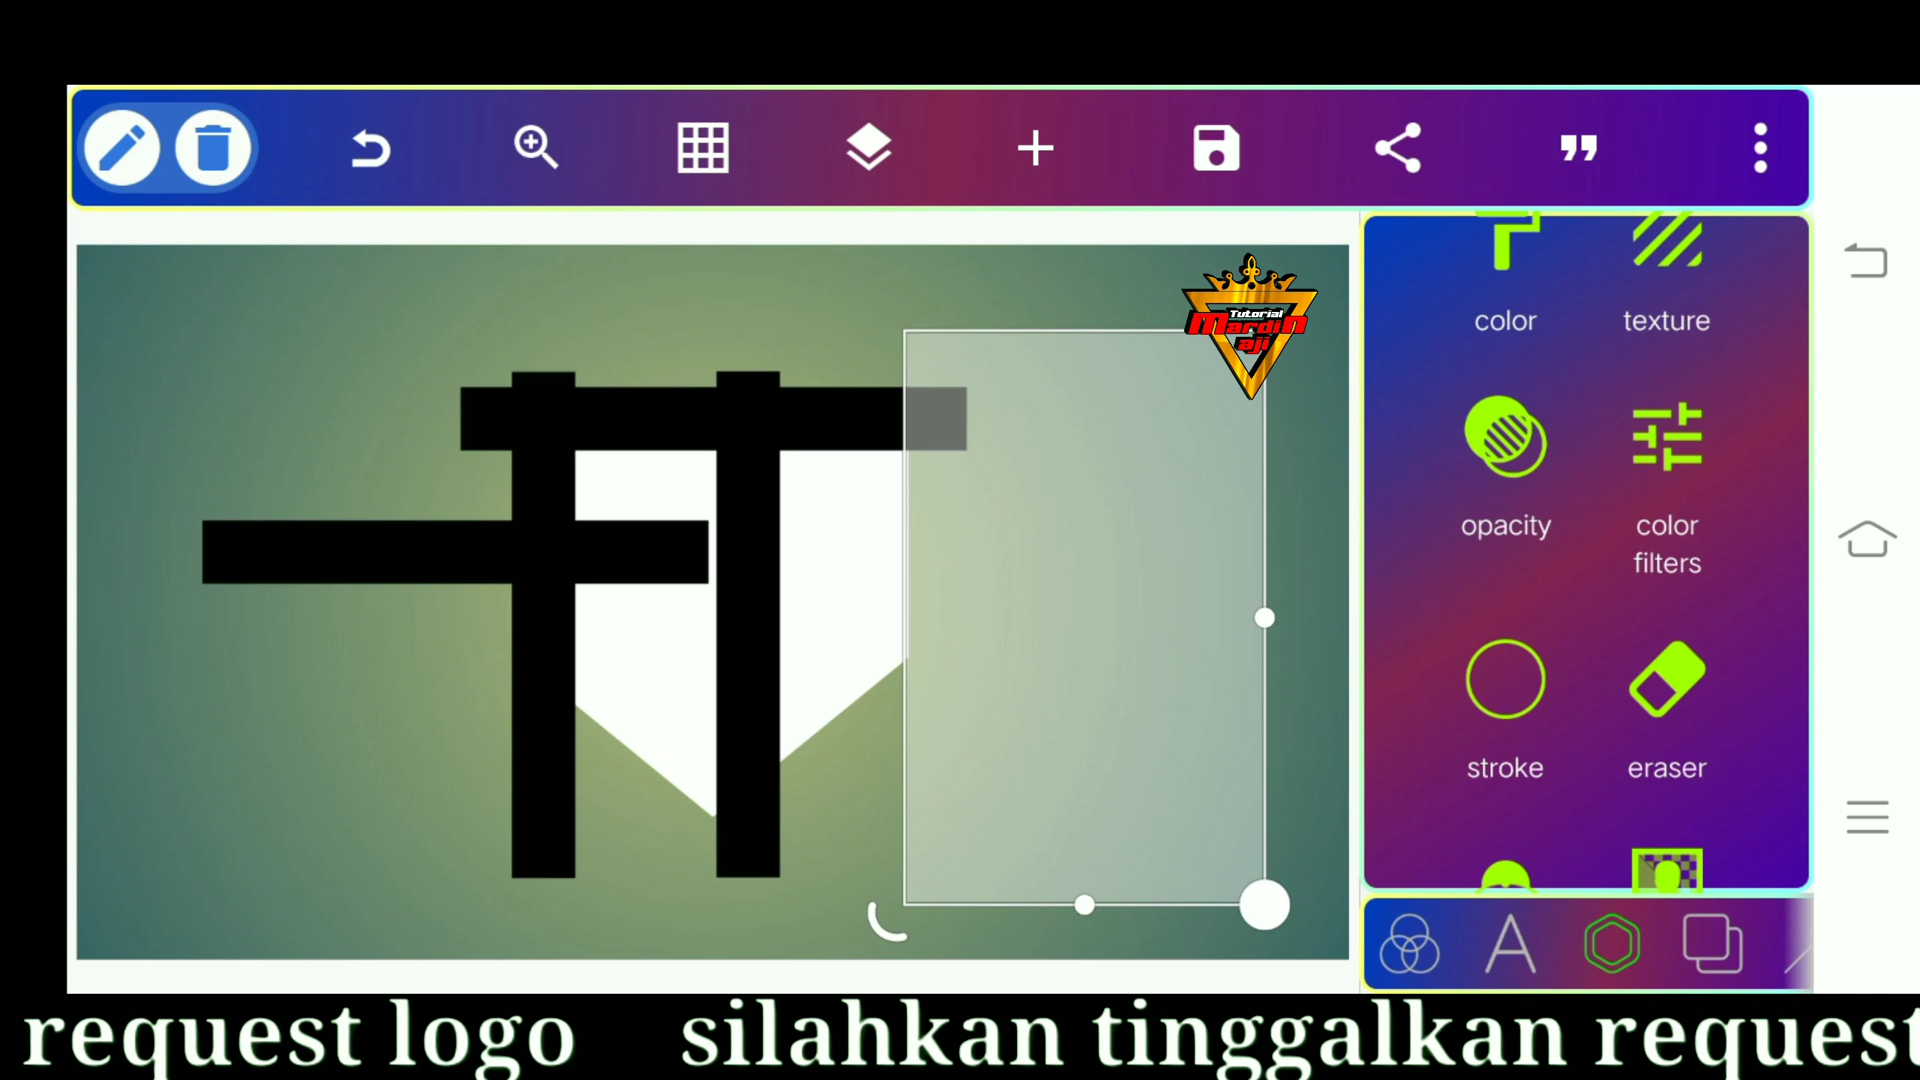 Tutorial
Mardin
aji
color
texture
opacity
color
filters
stroke
eraser
request logo silahkan tinggalkan request